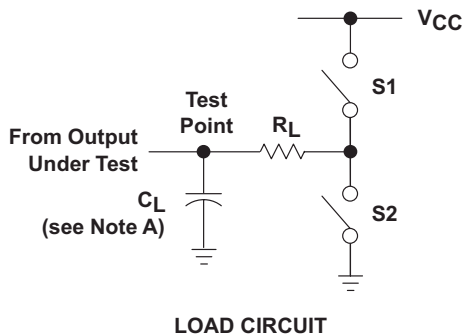 VCC
S1
Test
Point
RL
From Output
Under Test
CL
(see Note A)
S2
LOAD CIRCUIT